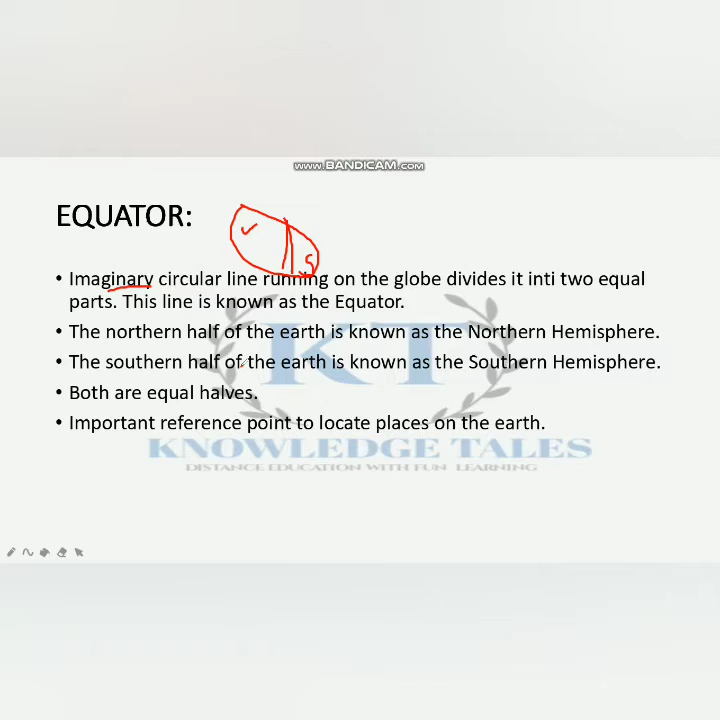 www.BANDICAM.com
EQUATOR:
S
• Imaginary circular line running on the globe divides it inti two equal
parts. This line is known as the Equator.
• The northern half of the earth is known as the Northern Hemisphere.
• The southern half of the earth is known as the Southern Hemisphere.
• Both are equal halves.
• Important reference point to locate places on the earth.
KT
KNOWLEDGE TALES
DISTANCE EDUCATION WITH FUN LEARNING